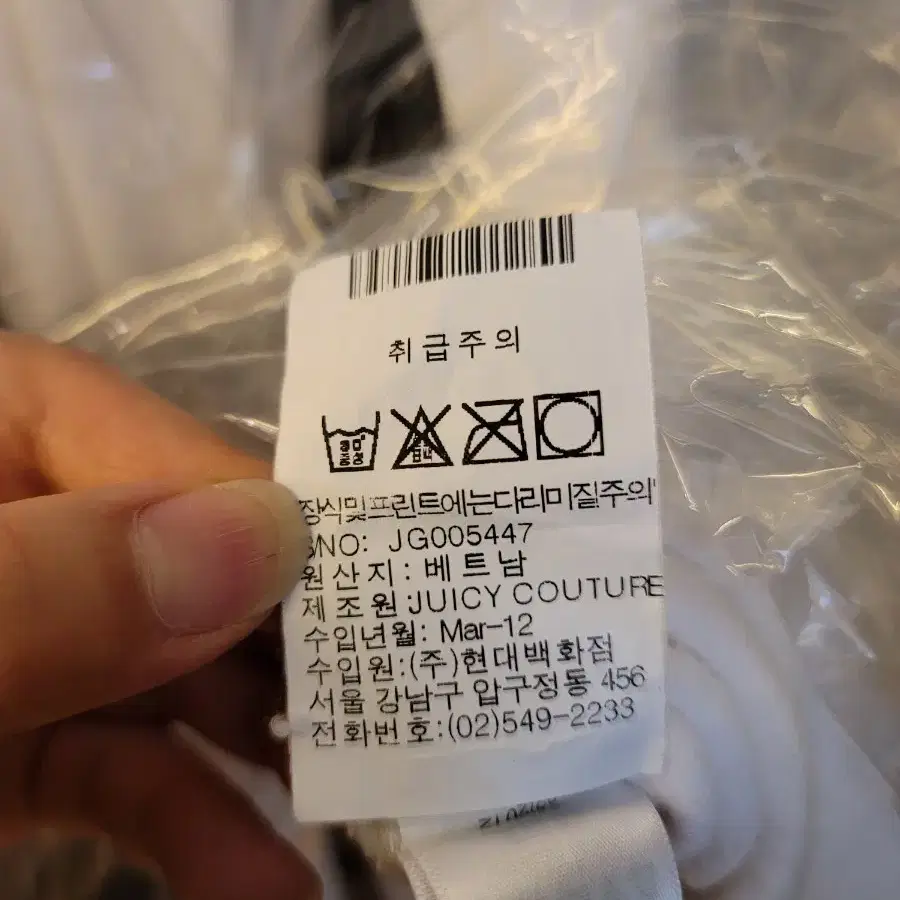 취급주의
중성
장식및프린트에는다리미질주의
S/NO: JG005447
원산지: 베트남
제조원:JUICY COUTURE
수입년월: Mar-12
수입원:(주)현대백화점
서울 강남구 압구정동 456
전화번호:(02)549-2233